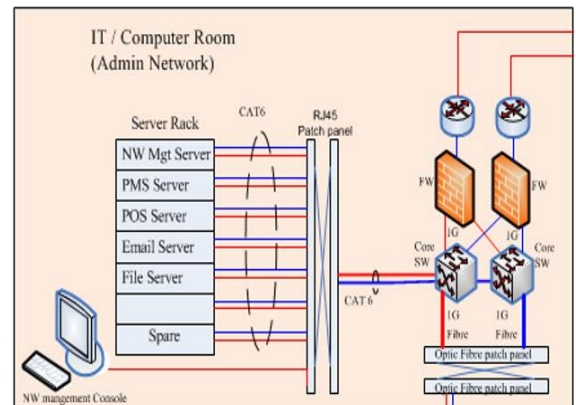 IT / Computer Room
(Admin Network)
Server Rack
CAT6
RJ45
Patch panel
NW Mgt Server
PMS Server
POS Server
Email Server
File Server
Spare
NW mangement Console
CAT 6
FW
FW
1G
1G
Core
SW
Core
SW
1G
Fibre
1G
Fibre
Optic Fibre patch panel
Optic Fibre patch panel